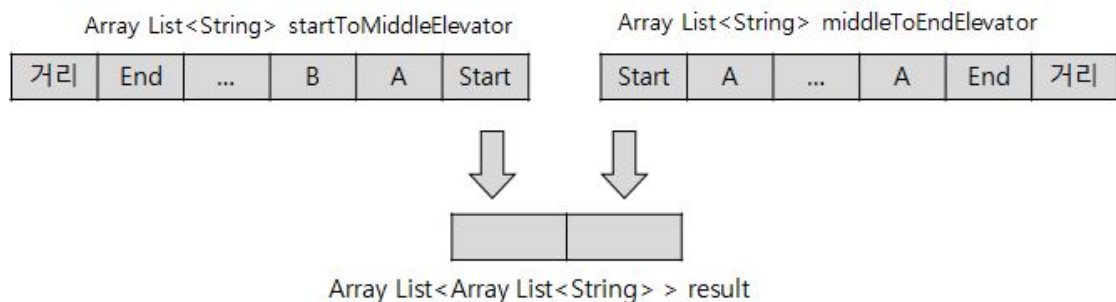 Array List<String> startToMiddleElevator
Array List<String> middleToEndElevator
거리 End ... B A Start
Start A ... A End 거리
Array List<Array List<String> > result